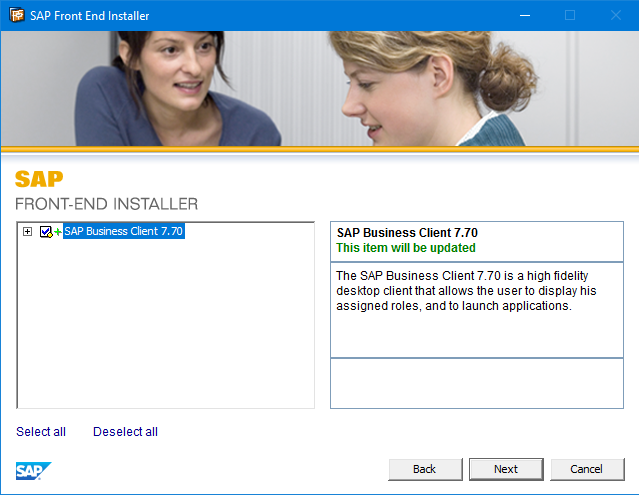 SAP Front End Installer
SAP
FRONT-END INSTALLER
SAP Business Client 7.70
SAP Business Client 7.70
This item will be updated
The SAP Business Client 7.70 is a high fidelity
desktop client that allows the user to display his
assigned roles, and to launch applications.
Select all Deselect all
SAP
Back Next Cancel